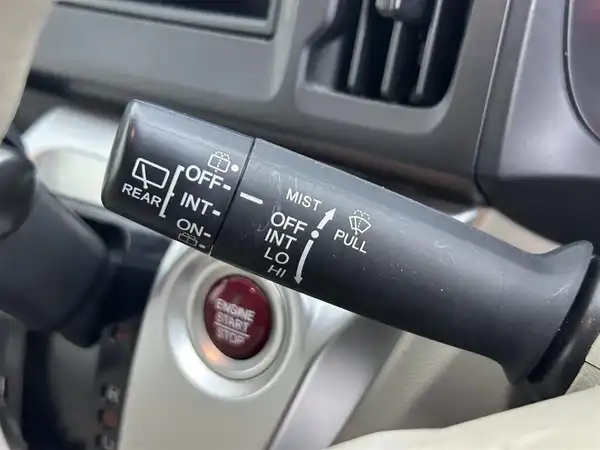 REAR
OFF
INT
ON
MIST
OFF
INT
LO
HI
PULL
ENGINE
START
STOP
R